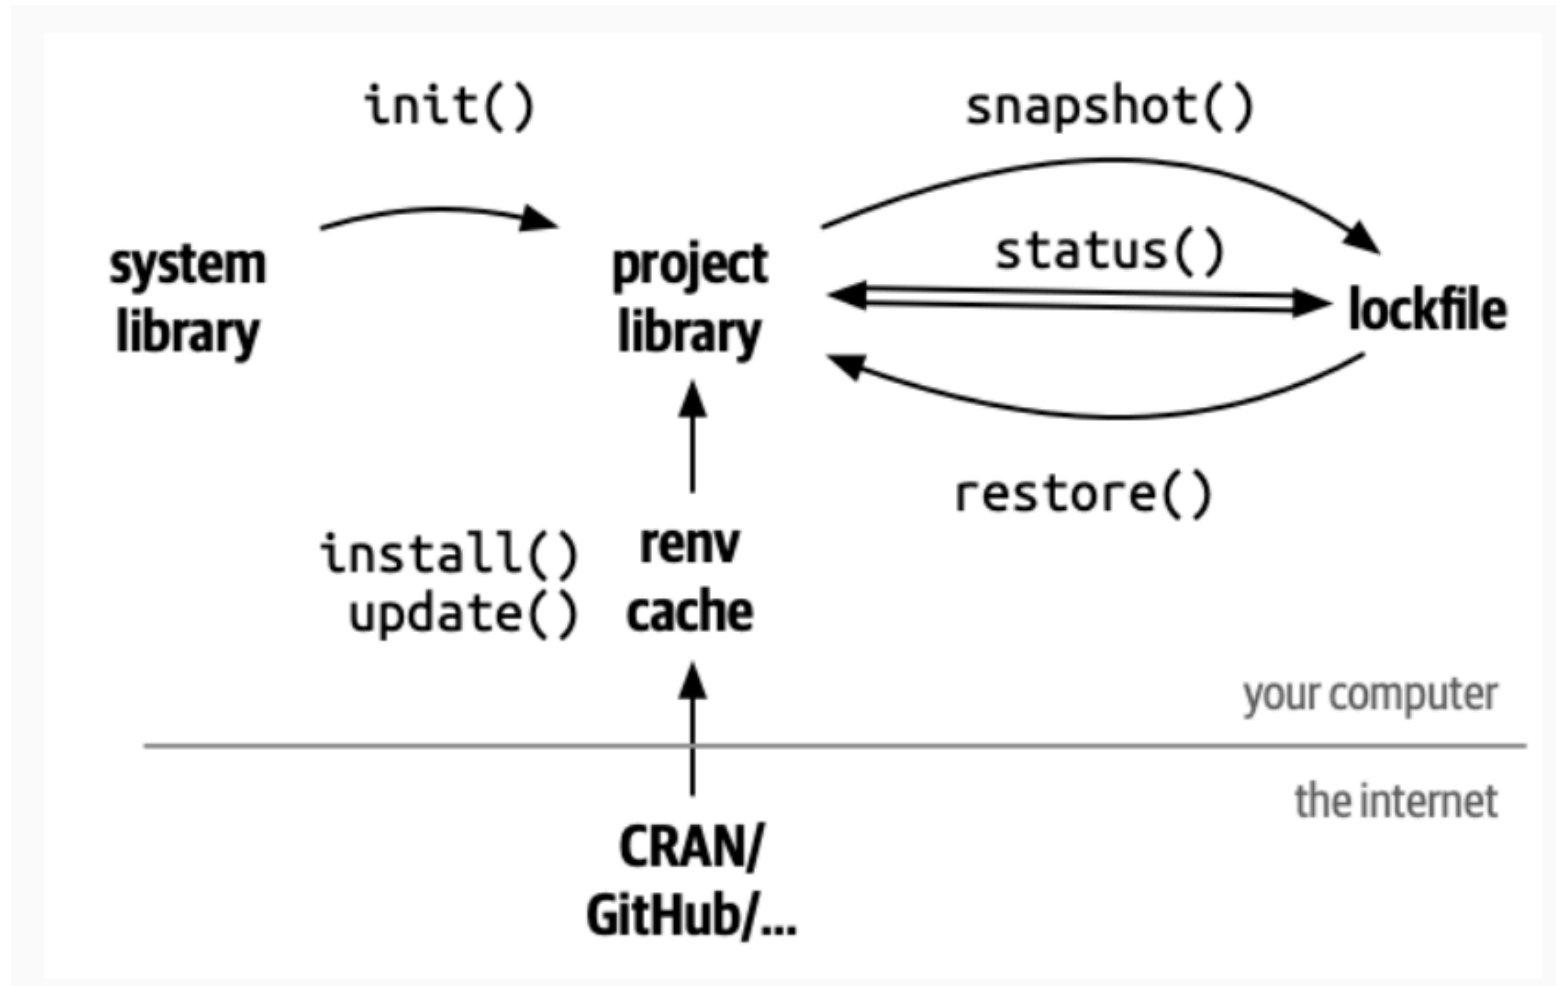 init()
snapshot()
status()
system
library
project
library
lockfile
restore()
install()
update()
renv
cache
your computer
the internet
CRAN/
GitHub/...